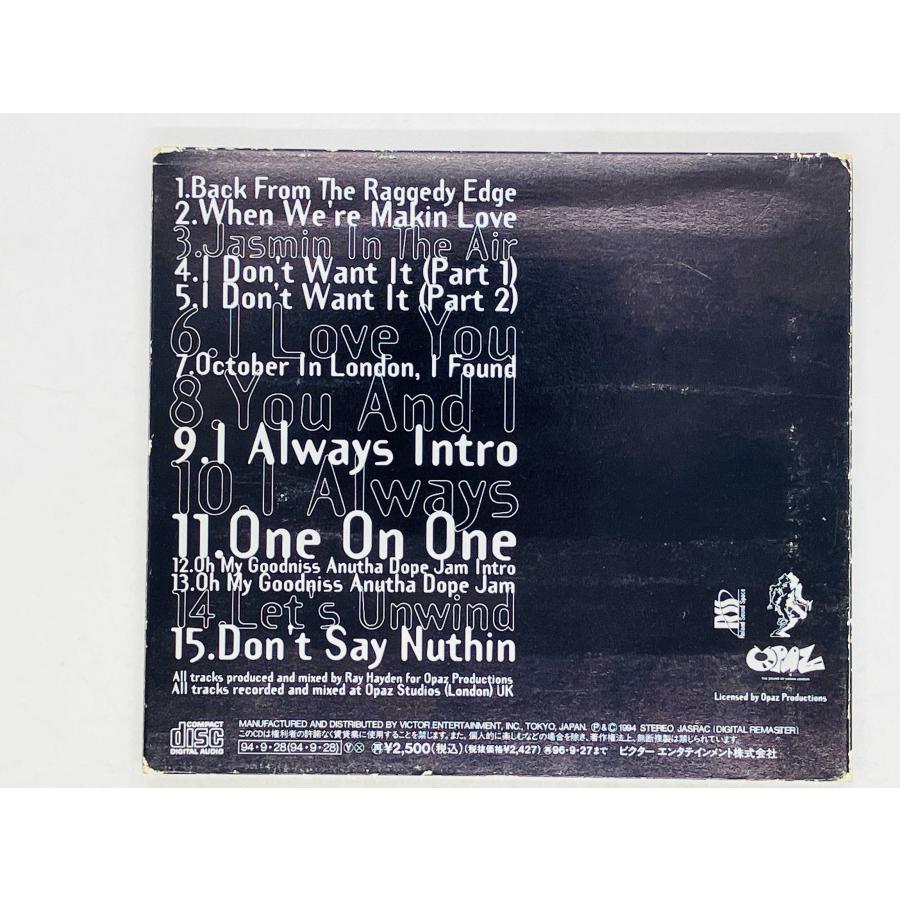 1.Back From The Raggedy Edge
2.When We're Makin Love
3.Jasmin In The Air
4.I Don't Want It (Part 1)
5.I Don't Want It (Part 2)
6.I Love You
7.October In London, I Found
8.You And I
9.I Always Intro
10.I Always
11.One On One
12.Oh My Goodniss Anutha Dope Jam Intro
13.Oh My Goodniss Anutha Dope Jam
14.Let's Unwind
15.Don't Say Nuthin
All tracks produced and mixed by Ray Hayden for Opaz Productions
All tracks recorded and mixed at Opaz Studios (London) UK
RSS
Roland Sound Space
OPAZ
THE SOUND OF URBAN LONDON
Licensed by Opaz Productions
COMPACT
disc
DIGITAL AUDIO
MANUFACTURED AND DISTRIBUTED BY VICTOR ENTERTAINMENT, INC., TOKYO, JAPAN. Ⓟ&© 1994 STEREO JASRAC [DIGITAL REMASTER]
このCDは権利者の許諾なく賃貸業に使用することを禁じます。また、個人的に楽しむなどの場合を除き、著作権法上、無断複製は禁じられています。
94・9・28(94・9・28) Ⓨ 再¥2,500(税込) (税抜価格¥2,427) 96・9・27まで ビクター エンタテインメント株式会社